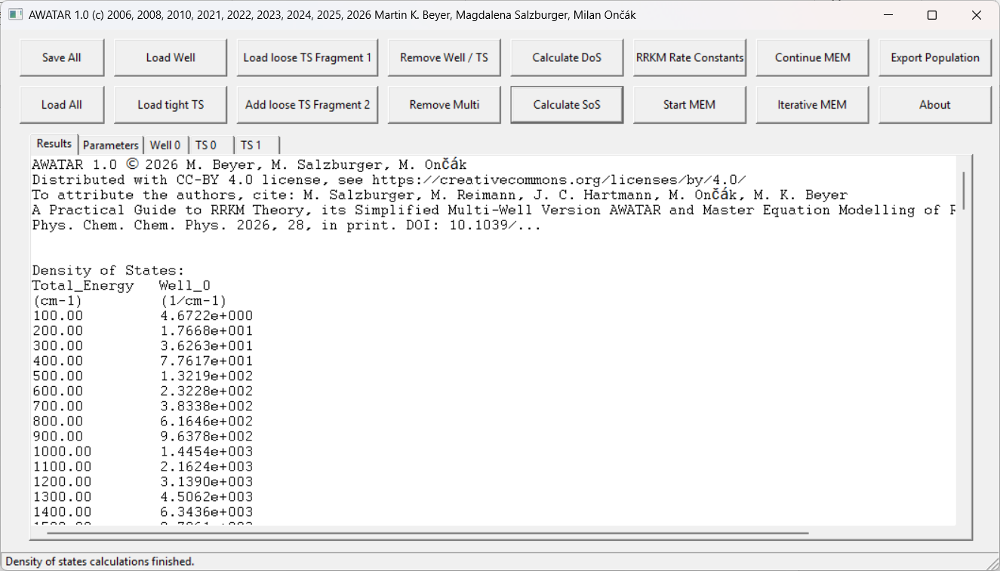 AWATAR 1.0 (c) 2006, 2008, 2010, 2021, 2022, 2023, 2024, 2025, 2026 Martin K. Beyer, Magdalena Salzburger, Milan Ončák
Save All Load Well Load loose TS Fragment 1 Remove Well / TS Calculate DoS RRKM Rate Constants Continue MEM Export Population
Load All Load tight TS Add loose TS Fragment 2 Remove Multi Calculate SoS Start MEM Iterative MEM About
Results Parameters Well 0 TS 0 TS 1
AWATAR 1.0 © 2026 M. Beyer, M. Salzburger, M. Ončák
Distributed with CC-BY 4.0 license, see https://creativecommons.org/licenses/by/4.0/
To attribute the authors, cite: M. Salzburger, M. Reimann, J. C. Hartmann, M. Ončák, M. K. Beyer
A Practical Guide to RRKM Theory, its Simplified Multi-Well Version AWATAR and Master Equation Modelling of
Phys. Chem. Chem. Phys. 2026, 28, in print. DOI: 10.1039/...
Density of States:
Total_Energy Well_0
(cm-1) (1/cm-1)
100.00 4.6722e+000
200.00 1.7668e+001
300.00 3.6263e+001
400.00 7.7617e+001
500.00 1.3219e+002
600.00 2.3228e+002
700.00 3.8338e+002
800.00 6.1646e+002
900.00 9.6378e+002
1000.00 1.4454e+003
1100.00 2.1624e+003
1200.00 3.1390e+003
1300.00 4.5062e+003
1400.00 6.3436e+003
Density of states calculations finished.